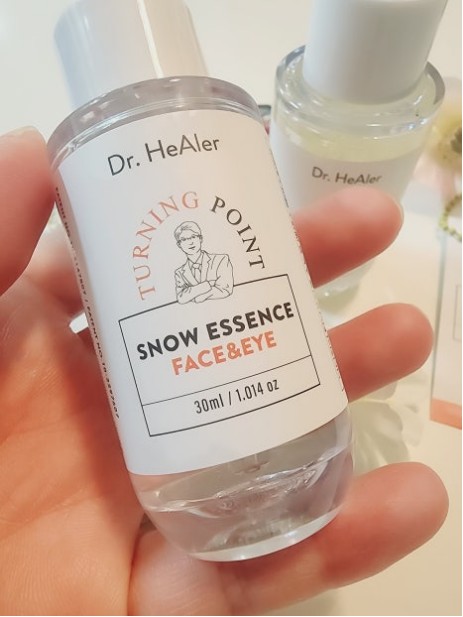 Dr. HeAler
TURNING POINT
SNOW ESSENCE
FACE&EYE
30ml / 1.014 oz
Dr. HeAler